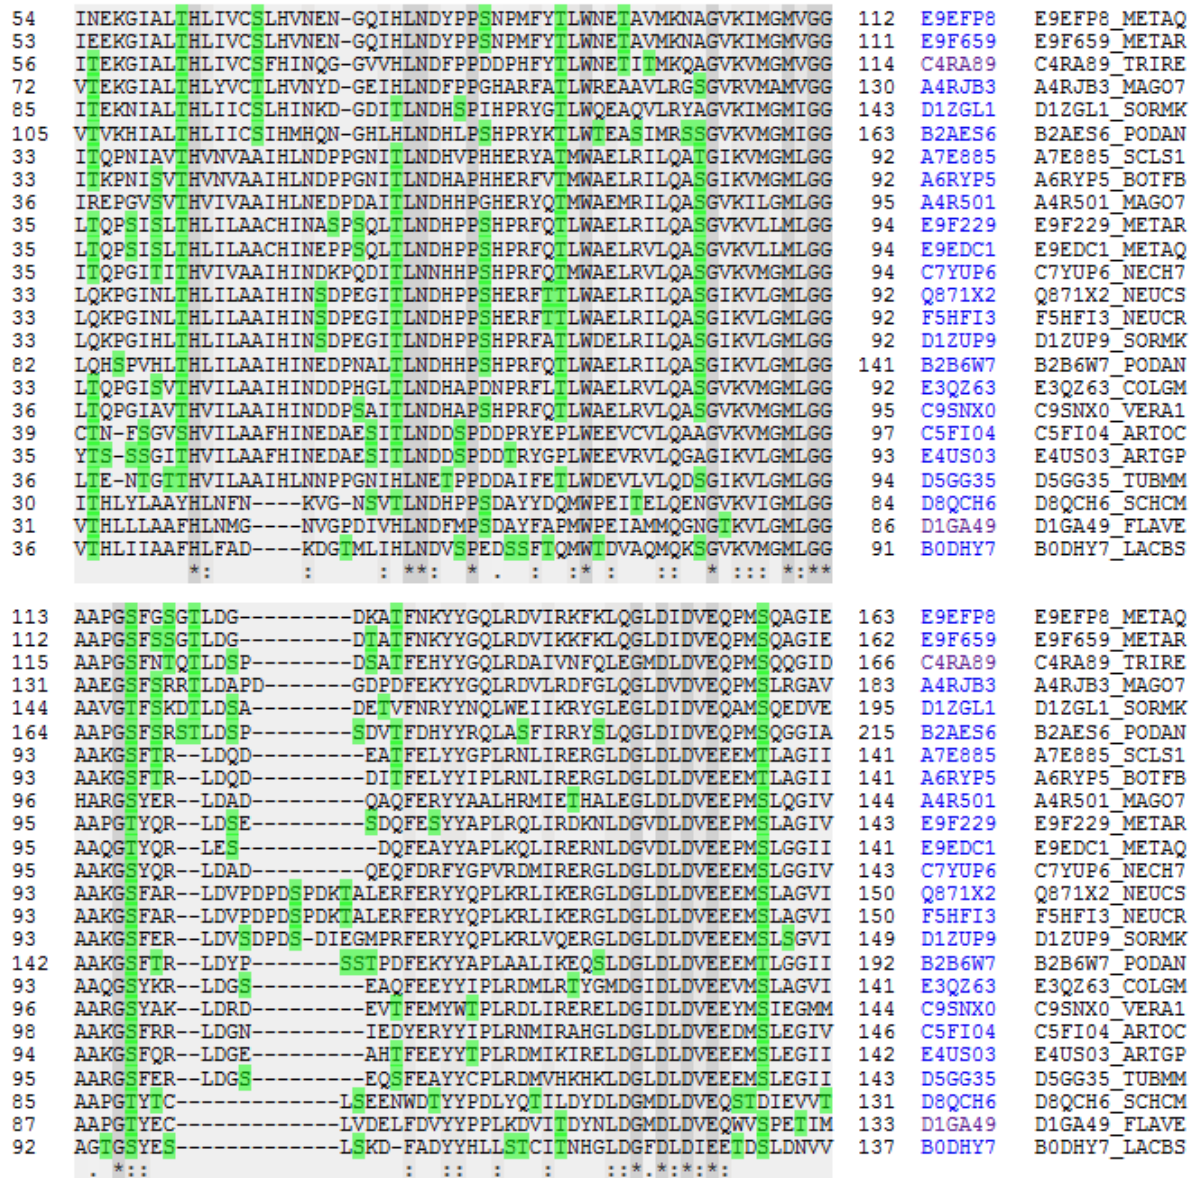 54 INEKGIALTHLIVCSLHVNEN-GQIHLNDYPPSNPMFYTLWNETAVMKNAGVKIMGMVGG 112 E9EFP8 E9EFP8_METAQ
53 IEEKGIALTHLIVCSLHVNEN-GQIHLNDYPPSNPMFYTLWNETAVMKNAGVKIMGMVGG 111 E9F659 E9F659_METAR
56 ITEKGIALTHLIVCSFHINQG-GVVHLNDFPPDDPHFYTLWNETITMKQAGVKIMGMVGG 114 C4RA89 C4RA89_TRIRE
72 VTEKGIALTHLYVCTLHVNYD-GEIHLNDFPPGHARFATLWREAAVLRGSGVRVMAMVGG 130 A4RJB3 A4RJB3_MAGO7
85 ITEKNIALTHLIICSLHINKD-GDITLNDHSPIHPRYGTLWQEAQVLRYAGVKIMGMIGG 143 D1ZGL1 D1ZGL1_SORMK
105 VTVKHIALTHLIICSIHMHQN-GHLHLNDHLPSHPRYKTLWTEASIMRSSGVKVMGMIGG 163 B2AES6 B2AES6_PODAN
33 ITQPNIAVTHVNVAAIHLNDPPGNITLNDHVPHHERYATMWAELRILQATGIKVMGMLGG 92 A7E885 A7E885_SCLS1
33 ITKPNISVTHVNVAAIHLNDPPGNITLNDHAPHHERFVTMWAELRILQASGIKVMGMLGG 92 A6RYP5 A6RYP5_BOTFB
36 IREPGVSVTHVIVAAIHLNEDPDAITLNDHHPGHERYQTMWAEMRILQASGVKILGMLGG 95 A4R501 A4R501_MAGO7
35 LTQPSISLTHLILAACHINASPSQLTLNDHPPSHPRFQTLWAELRILQASGVKVLLMLGG 94 E9F229 E9F229_METAR
35 LTQPSISLTHLILAACHINEPPSQLTLNDHPPSHPRFQTLWAELRVLQASGVKVLGMLGG 94 E9EDC1 E9EDC1_METAQ
35 ITQPGITITHVIVAAIHINDKPQDITLNNHHPSHPRFQTMWAELRVLQASGVKVMGMLGG 94 C7YUP6 C7YUP6_NECH7
33 LQKPGINLTHLILAAIHINSDPEGITLNDHPPSHERFTTLWAELRILQASGIKVLGMLGG 92 Q871X2 Q871X2_NEUCS
33 LQKPGINLTHLILAAIHINSDPEGITLNDHPPSHERFTTLWAELRILQASGIKVLGMLGG 92 F5HFI3 F5HFI3_NEUCR
33 LQKPGIHLTHLILAAIHINSDPEGITLNDHPPSHPRFATLWDELRILQASGIKVLGMLGG 92 D1ZUP9 D1ZUP9_SORMK
82 LQHSPVHLTHLILAAIHINEDPNALTLNDHHPSHPRFQTLWAELRQLQASGIKVLGMLGG 141 B2B6W7 B2B6W7_PODAN
33 LTQPGISVTHVILAAIHINDDPHGLTLNDHAPDNPRFLTLWAELRVLQASGVKVMGMLGG 92 E3QZ63 E3QZ63_COLGM
36 LTQPGIAVTHVILAAIHINDDPSAITLNDHAPSHPRFQTLWAELRVLQASGVKVMGMLGG 95 C9SNX0 C9SNX0_VERA1
39 CTN-FSGVSHVILAAFHINEDAESITLNDDSPDDPRYEPLWEEVCVLQAAGVKVMGMLGG 97 C5FI04 C5FI04_ARTOC
35 YTS-SSGITHVILAAFHINEDAESITLNDDSPDDTRYGPLWEEVRVLQGAGIKVLGMLGG 93 E4US03 E4US03_ARTGP
36 LTE-NTGTTHVILAAIHLNNPPGNIHLNETPPDDAIFETLWDEVLVLQDSGIKVLGMLGG 94 D5GG35 D5GG35_TUBMM
30 ITHLYLAAYHLNFN----KVG-NSVTLNDHPPSDAYYDQMWPEITELQENGVKVIGMLGG 84 D8QCH6 D8QCH6_SCHCM
31 VTHLLLAAFHLNMG----NVGPDIVHLNDFMPSDAYFAPMWPEIAMMQGNGTKVLGMLGG 86 D1GA49 D1GA49_FLAVE
36 VTHLIIAAFHLFAD----KDGTMLIHLNDVSPEDSSFTQMWTDVAQMQKSGVKVMGMLGG 91 B0DHY7 B0DHY7_LACBS
*: : : **: * . : :* : :: * ::: *:**
113 AAPGSFGSGTLDG---------DKATFNKYYGQLRDVIRKFKLQGLDIDVEQPMSQAGIE 163 E9EFP8 E9EFP8_METAQ
112 AAPGSFSSGTLDG---------DTATFNKYYGQLRDVIKKFKLQGLDIDVEQPMSQAGIE 162 E9F659 E9F659_METAR
115 AAPGSFNTQTLDSP--------DSATFEHYYGQLRDAIVNFQLEGMDLDVEQPMSQQGID 166 C4RA89 C4RA89_TRIRE
131 AAEGSFSRRTLDAPD-------GDPDFEKYYGQLRDVLRDFGLQGLDVDVEQPMSLRGAV 183 A4RJB3 A4RJB3_MAGO7
144 AAVGTFSKDTLDSA--------DETVFNRYYNQLWEIIKRYGLEGLDIDVEQAMSQEDVE 195 D1ZGL1 D1ZGL1_SORMK
164 AAPGSFSRSTLDSP--------SDVTFDHYYRQLASFIRRYSLQGLDIDVEQPMSQGGIA 215 B2AES6 B2AES6_PODAN
93 AAKGSFTR--LDQD---------EATFELYYGPLRNLIRERGLDGLDLDVEEEMTLAGII 141 A7E885 A7E885_SCLS1
93 AAKGSFTR--LDQD---------DITFELYYIPLRNLIRERGLDGLDLDVEEEMTLAGII 141 A6RYP5 A6RYP5_BOTFB
96 HARGSYER--LDAD---------QAQFERYYAALHRMIETHALEGLDLDVEEPMSLQGIV 144 A4R501 A4R501_MAGO7
95 AAPGTYQR--LDSE---------SDQFESYYAPLRQLIRDKNLDGVDLDVEEPMSLAGIV 143 E9F229 E9F229_METAR
95 AAQGTYQR--LES----------DQFEAYYAPLKQLIRERNLDGVDLDVEEPMSLGGII 141 E9EDC1 E9EDC1_METAQ
95 AAKGSYQR--LDAD---------QEQFDRFYGPVRDMIRERGLDGLDLDVEEEMSLGGIV 143 C7YUP6 C7YUP6_NECH7
93 AAKGSFAR--LDVPDPDSPDKTALERFERYYQPLKRLIKERGLDGLDLDVEEEMSLAGVI 150 Q871X2 Q871X2_NEUCS
93 AAKGSFAR--LDVPDPDSPDKTALERFERYYQPLKRLIKERGLDGLDLDVEEEMSLAGVI 150 F5HFI3 F5HFI3_NEUCR
93 AAKGSFER--LDVSDPDS-DIEGMPRFERYYQPLKRLVQERGLDGLDLDVEEEMSLSGVI 149 D1ZUP9 D1ZUP9_SORMK
142 AAKGSFTR--LDYP-------SSTPDFEKYYAPLAALIKEQSLDGLDLDVEEEMTLGGII 192 B2B6W7 B2B6W7_PODAN
93 AAQGSYKR--LDGS---------EAQFEEYYIPLRDMLRTYGMDGIDLDVEEVMSLAGVI 141 E3QZ63 E3QZ63_COLGM
96 AARGSYAK--LDRD---------EVTFEMYWTPLRDLIRERELDGIDLDVEEYMSIEGMM 144 C9SNX0 C9SNX0_VERA1
98 AAKGSFRR--LDGN---------IEDYERYYIPLRNMIRAHGLDGLDLDVEEDMSLEGIV 146 C5FI04 C5FI04_ARTOC
94 AAKGSFQR--LDGE---------AHTFEEYYTPLRDMIKIRELDGLDLDVEEEMSLEGII 142 E4US03 E4US03_ARTGP
95 AARGSFER--LDGS---------EQSFEAYYCPLRDMVHKHKLDGLDLDVEEEMSLEGII 143 D5GG35 D5GG35_TUBMM
85 AAPGTYTC-------------LSEENWDTYYPDLYQTILDYDLDGMDLDVEQSTDIEVVT 131 D8QCH6 D8QCH6_SCHCM
87 AAPGTYEC-------------LVDELFDVYYPPLKDVITDYNLDGMDLDVEQWVSPETIM 133 D1GA49 D1GA49_FLAVE
92 AGTGSYES-------------LSKD-FADYYHLLSTCITNHGLDGFDLDIEETDSLDNVV 137 B0DHY7 B0DHY7_LACBS
. *:: : :: : : ::*.*:*:*: